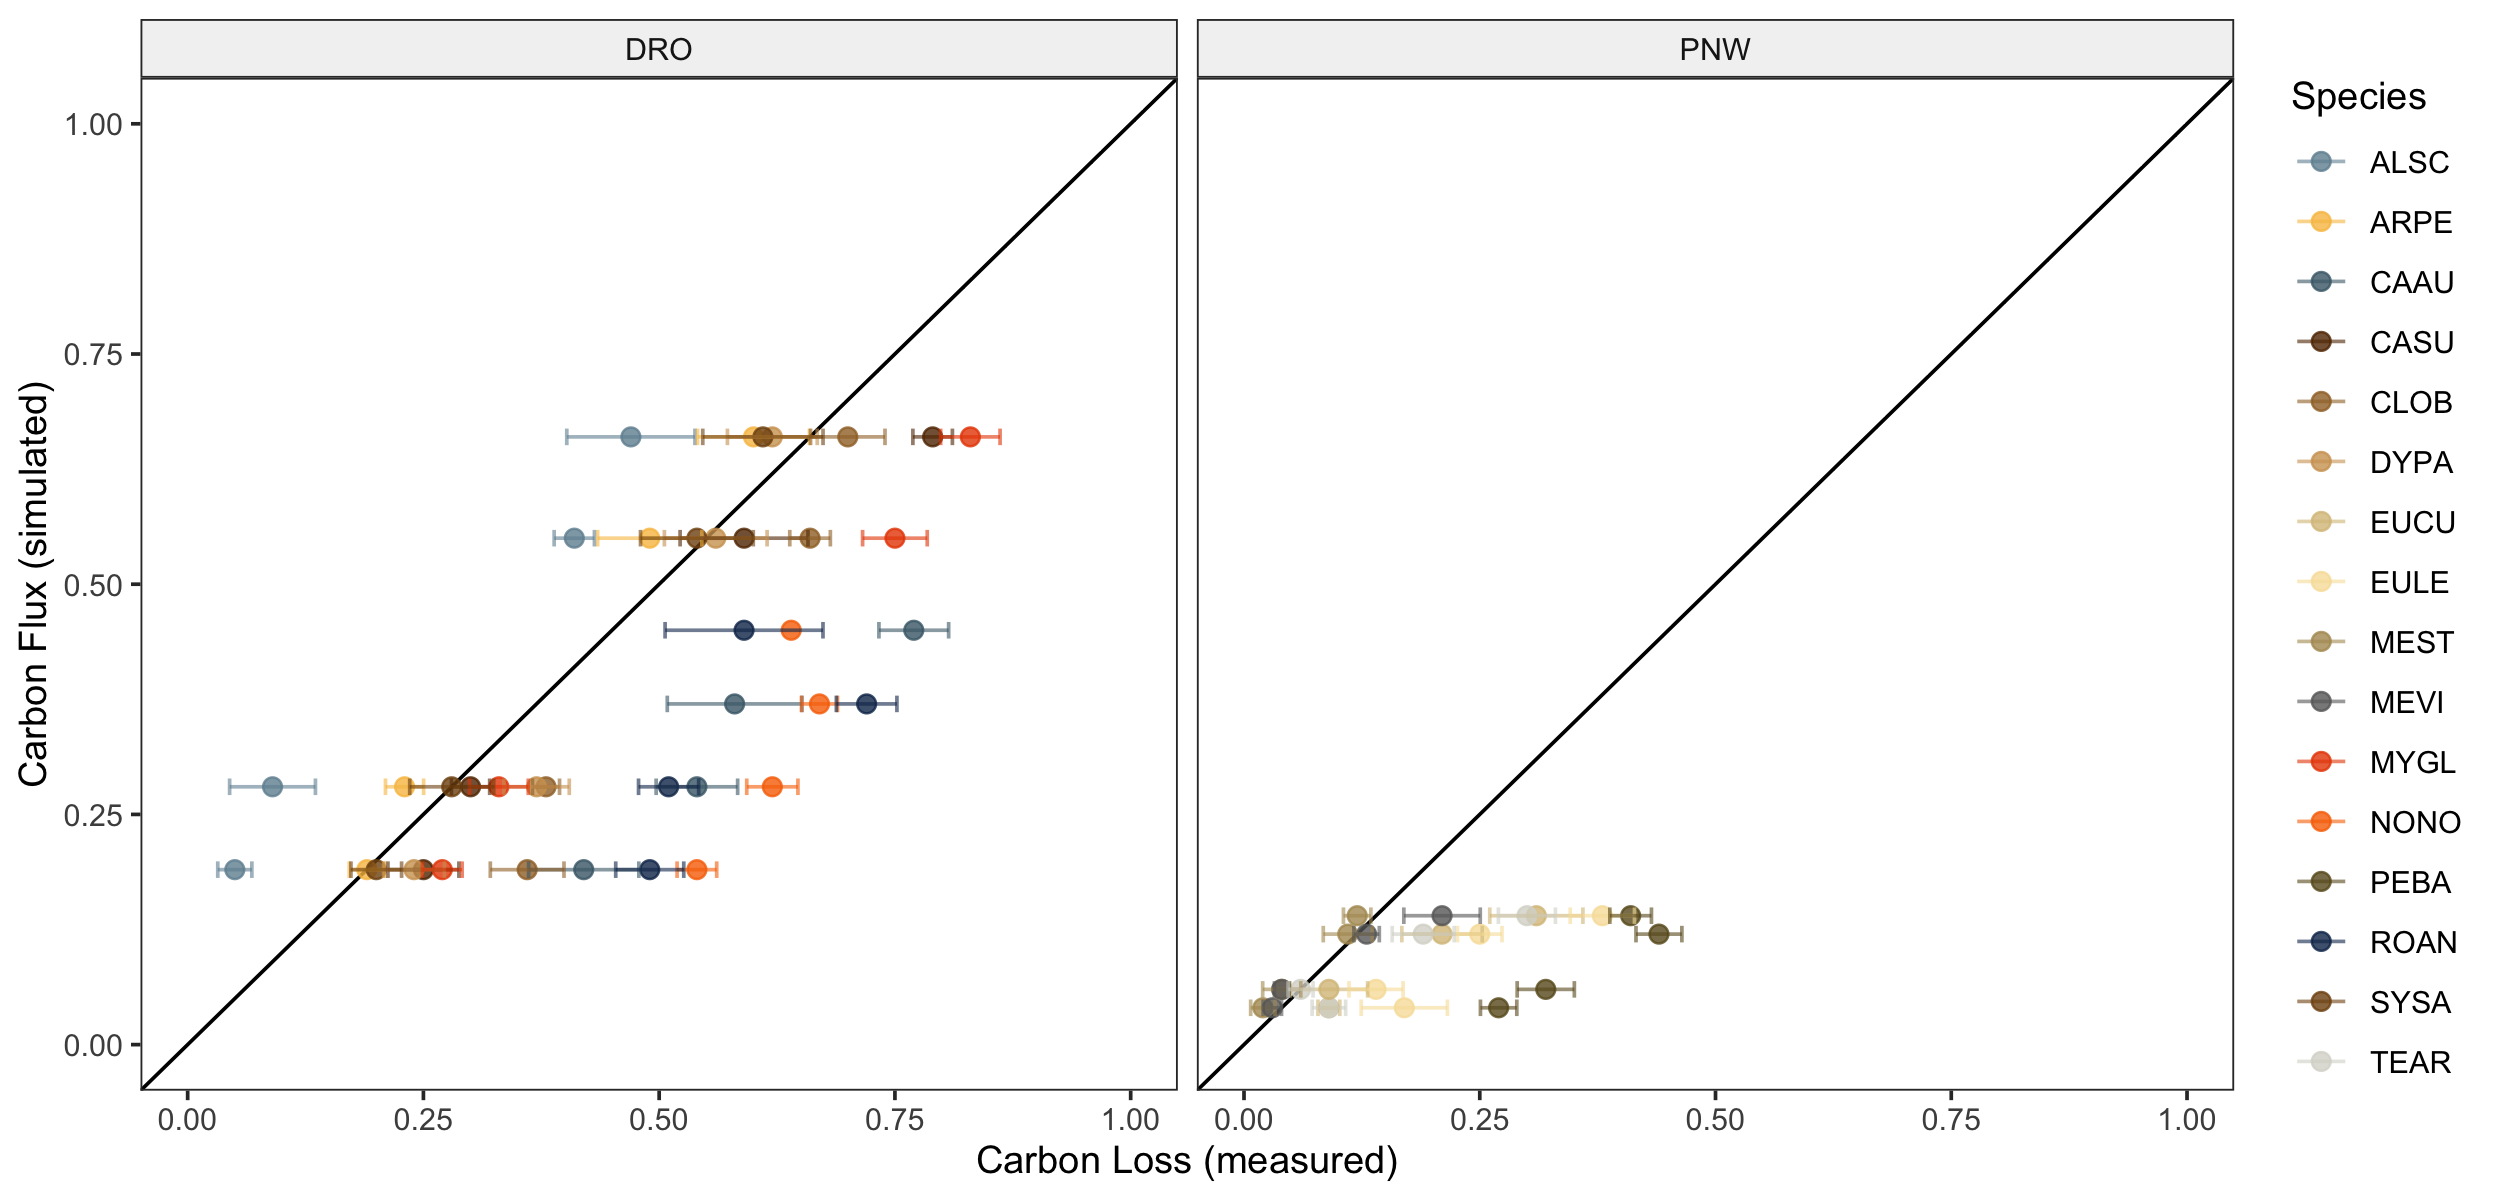 DRO
PNW
1.00
0.75
0.50
0.25
0.00
Carbon Flux (simulated)
0.00 0.25 0.50 0.75 1.00
0.00 0.25 0.50 0.75 1.00
Carbon Loss (measured)
Species
ALSC
ARPE
CAAU
CASU
CLOB
DYPA
EUCU
EULE
MEST
MEVI
MYGL
NONO
PEBA
ROAN
SYSA
TEAR